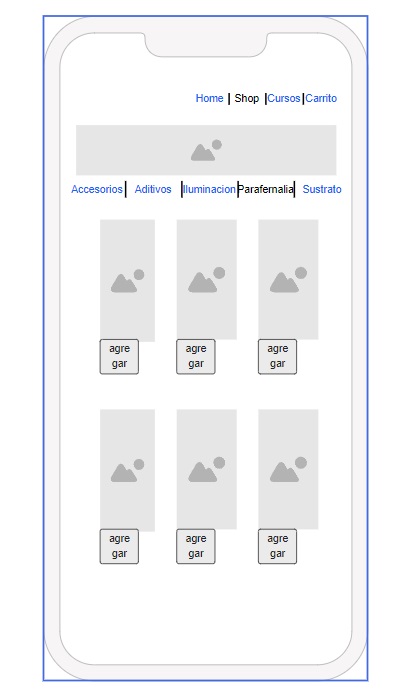 Home | Shop | Cursos | Carrito
Accesorios | Aditivos | Iluminacion | Parafernalia | Sustrato
agre agre agre
gar gar gar
agre agre agre
gar gar gar